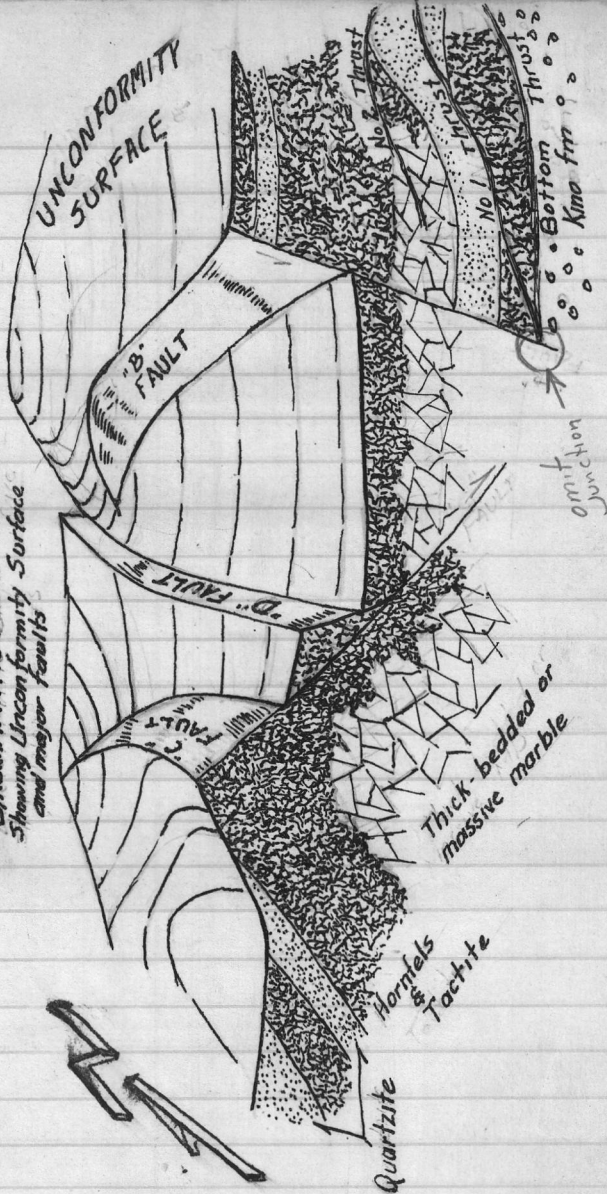 Showing Unconformity Surface
and major faults
UNCONFORMITY
SURFACE
"B"
FAULT
"D" FAULT
"C"
FAULT
No 2 Thrust
No 1 Thrust
Bottom Thrust
Kino fm
omit
junction
FAULT
Thick-bedded or
massive marble
Hornfels
&
Tactite
Quartzite